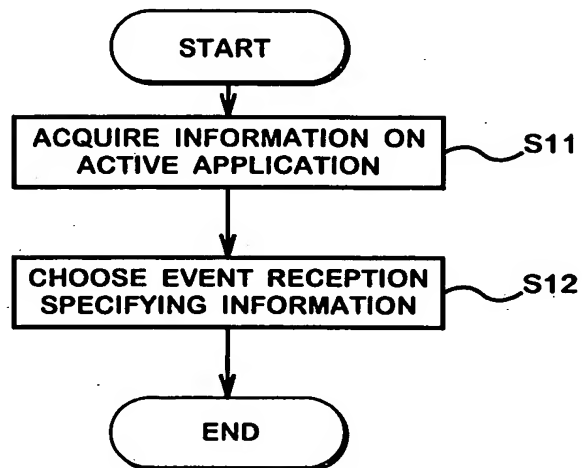 START
ACQUIRE INFORMATION ON
ACTIVE APPLICATION
S11
CHOOSE EVENT RECEPTION
SPECIFYING INFORMATION
S12
END